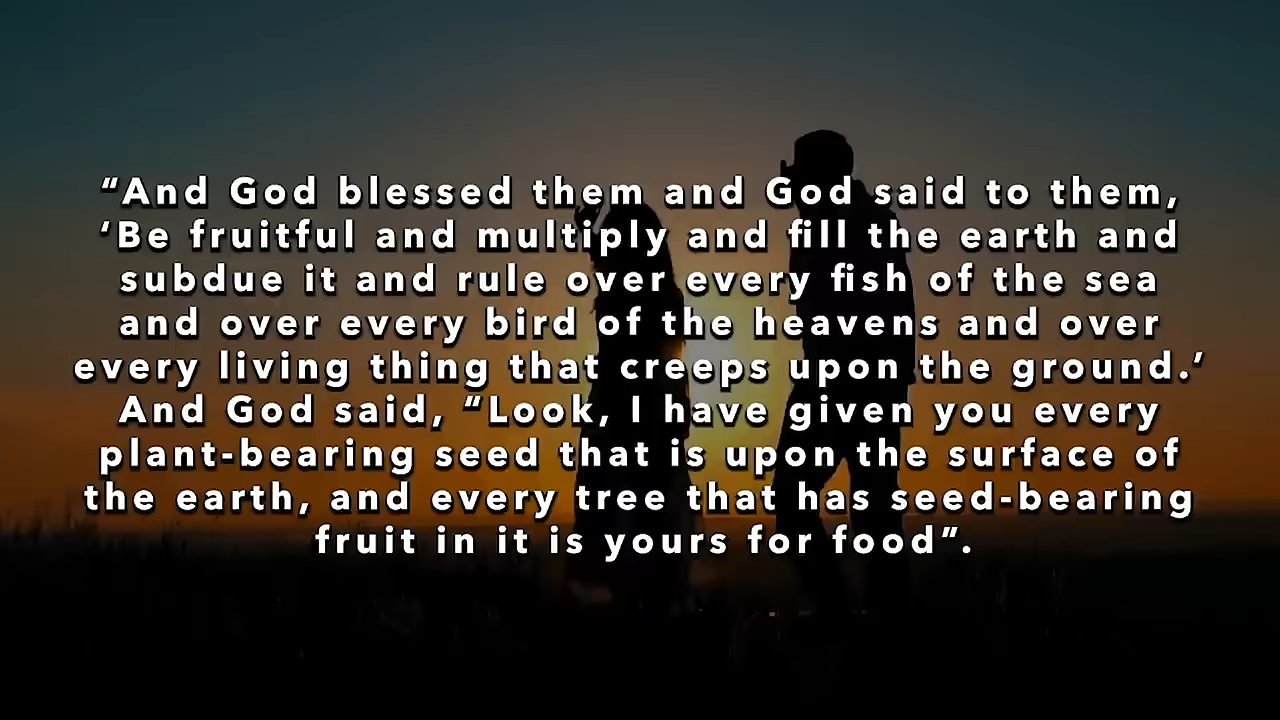 “And God blessed them and God said to them,
‘Be fruitful and multiply and fill the earth and
subdue it and rule over every fish of the sea
and over every bird of the heavens and over
every living thing that creeps upon the ground.’
And God said, “Look, I have given you every
plant-bearing seed that is upon the surface of
the earth, and every tree that has seed-bearing
fruit in it is yours for food”.